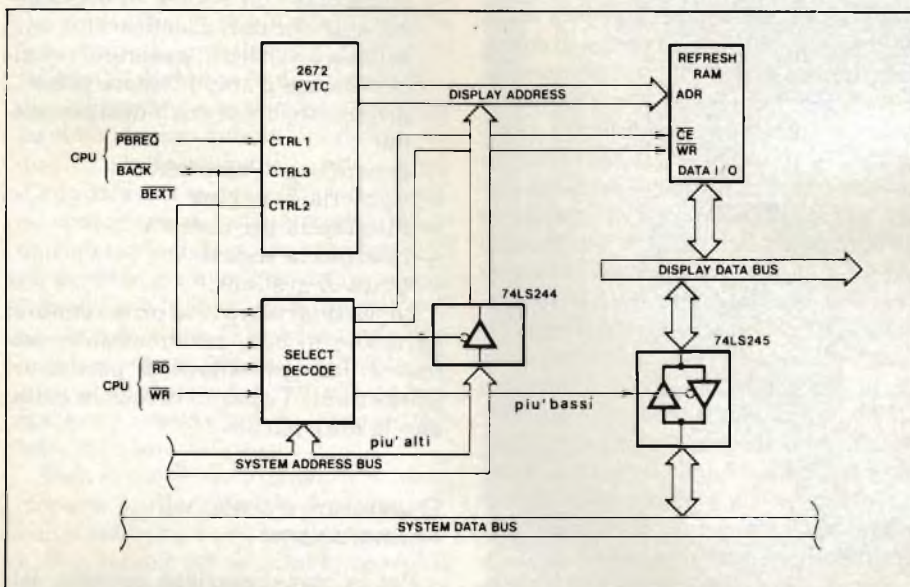 2672
PVTC
REFRESH
RAM
ADR
DISPLAY ADDRESS
CPU
PBREQ
CTRL1
CE
WR
BACK
CTRL3
DATA I/O
BEXT
CTRL2
DISPLAY DATA BUS
74LS244
74LS245
SELECT
DECODE
CPU
RD
WR
piu' bassi
piu' alti
SYSTEM ADDRESS BUS
SYSTEM DATA BUS